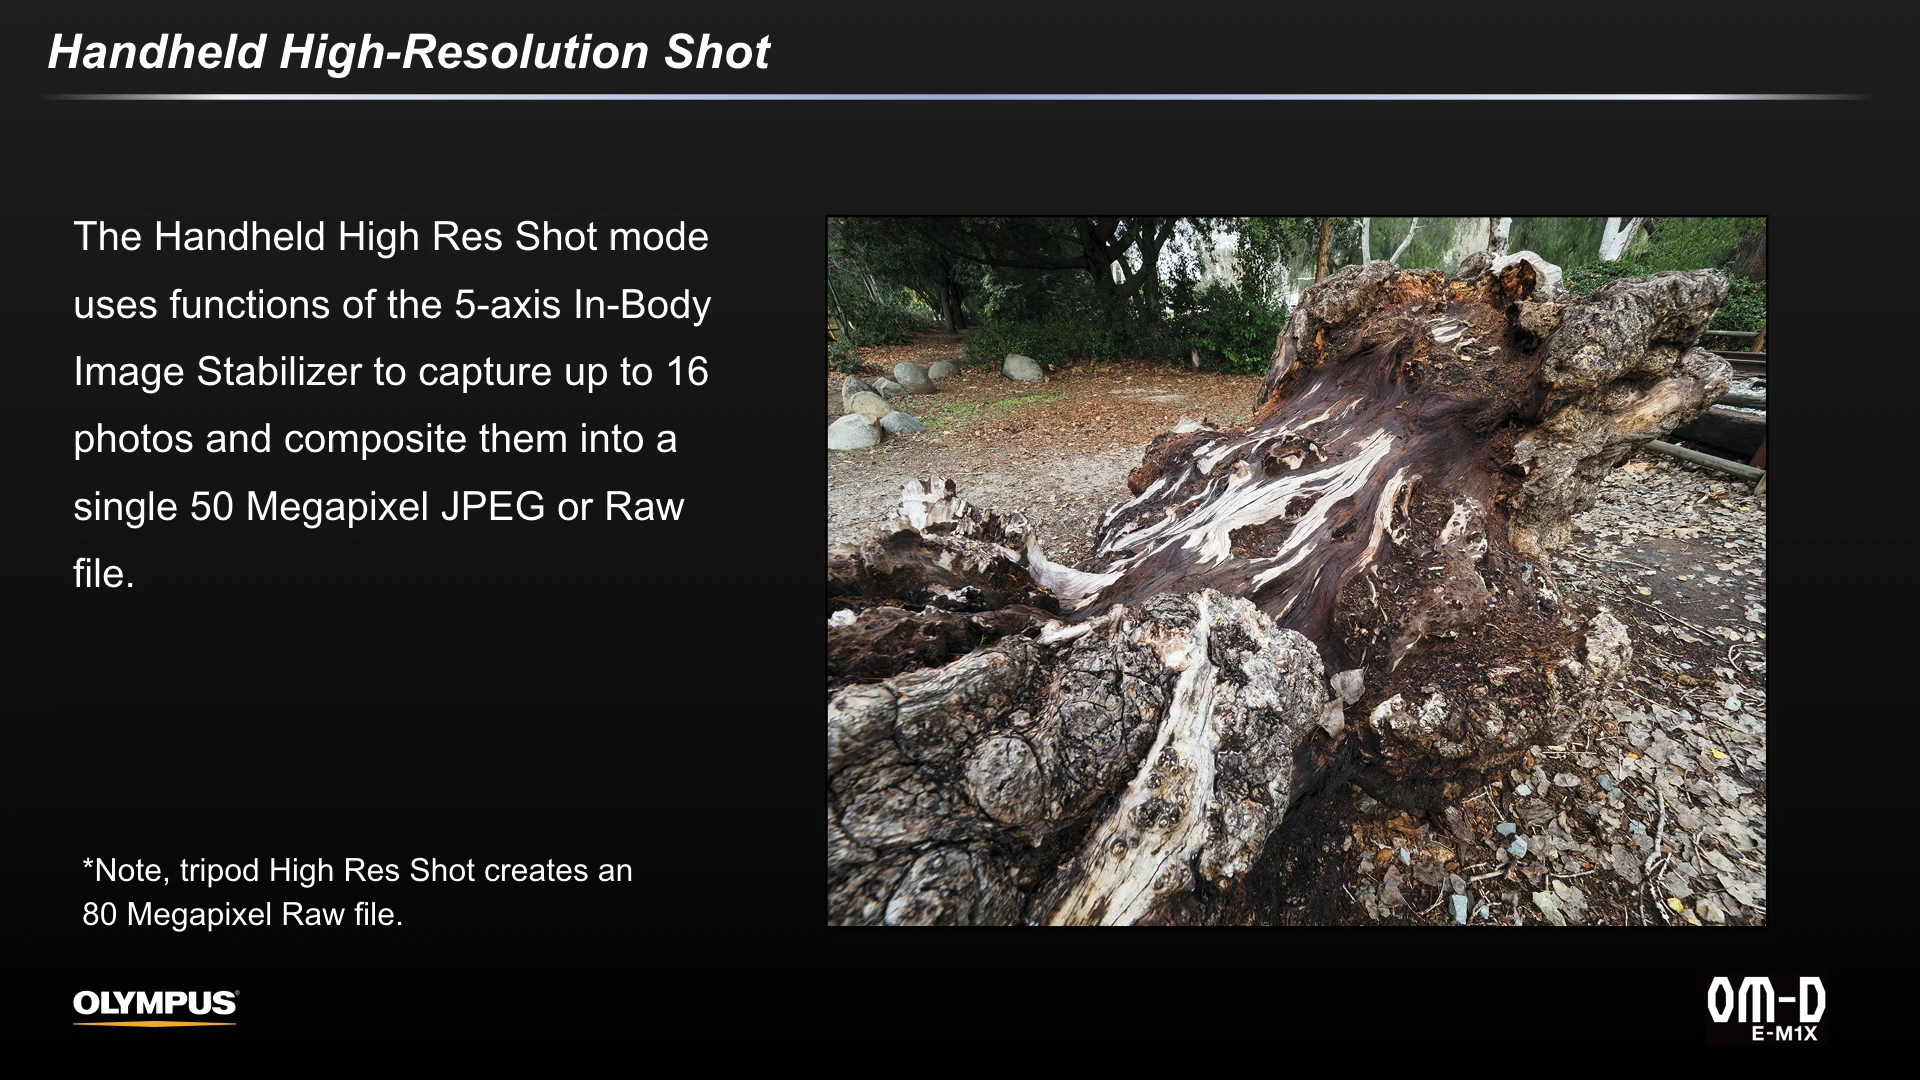 Handheld High-Resolution Shot
The Handheld High Res Shot mode
uses functions of the 5-axis In-Body
Image Stabilizer to capture up to 16
photos and composite them into a
single 50 Megapixel JPEG or Raw
file.
*Note, tripod High Res Shot creates an
80 Megapixel Raw file.
OLYMPUS®
OM-D
E-M1X